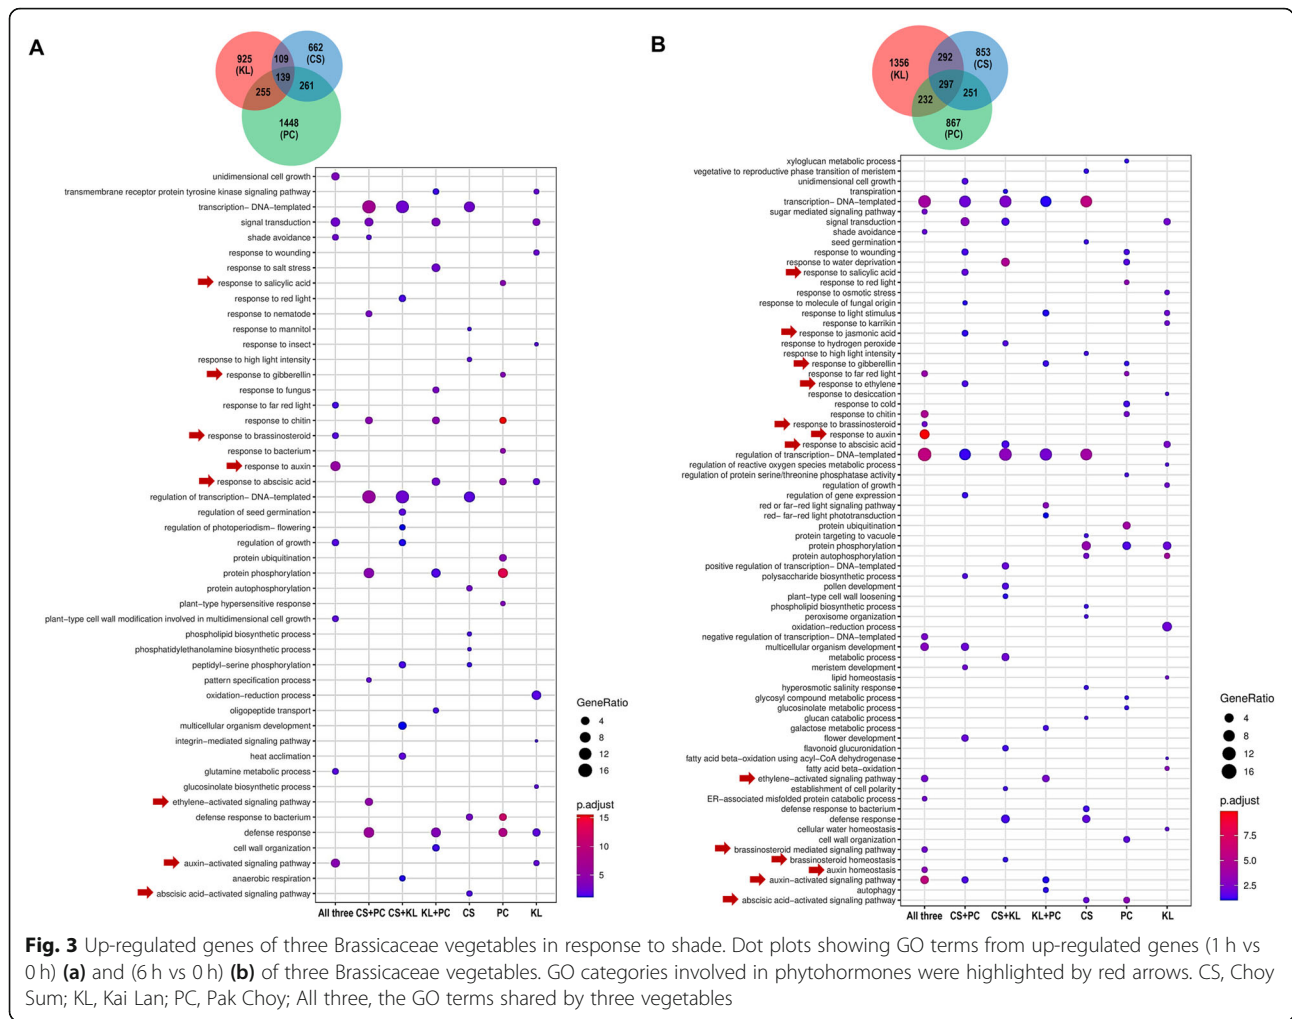 A
925
(KL)
109
662
(CS)
139
255
261
1448
(PC)
unidimensional cell growth
transmembrane receptor protein tyrosine kinase signaling pathway
transcription− DNA−templated
signal transduction
shade avoidance
response to wounding
response to salt stress
response to salicylic acid
response to red light
response to nematode
response to mannitol
response to insect
response to high light intensity
response to gibberellin
response to fungus
response to far red light
response to chitin
response to brassinosteroid
response to bacterium
response to auxin
response to abscisic acid
regulation of transcription− DNA−templated
regulation of seed germination
regulation of photoperiodism− flowering
regulation of growth
protein ubiquitination
protein phosphorylation
protein autophosphorylation
plant−type hypersensitive response
plant−type cell wall modification involved in multidimensional cell growth
phospholipid biosynthetic process
phosphatidylethanolamine biosynthetic process
peptidyl−serine phosphorylation
pattern specification process
oxidation−reduction process
oligopeptide transport
multicellular organism development
integrin−mediated signaling pathway
heat acclimation
glutamine metabolic process
glucosinolate biosynthetic process
ethylene−activated signaling pathway
defense response to bacterium
defense response
cell wall organization
auxin−activated signaling pathway
anaerobic respiration
abscisic acid−activated signaling pathway
All three CS+PC CS+KL KL+PC CS PC KL
GeneRatio
4
8
12
16
p.adjust
15
10
5
B
1356
(KL)
292
853
(CS)
297
232
251
867
(PC)
xyloglucan metabolic process
vegetative to reproductive phase transition of meristem
unidimensional cell growth
transpiration
transcription− DNA−templated
sugar mediated signaling pathway
signal transduction
shade avoidance
seed germination
response to wounding
response to water deprivation
response to salicylic acid
response to red light
response to osmotic stress
response to molecule of fungal origin
response to light stimulus
response to karrikin
response to jasmonic acid
response to hydrogen peroxide
response to high light intensity
response to gibberellin
response to far red light
response to ethylene
response to desiccation
response to cold
response to chitin
response to brassinosteroid
response to auxin
response to abscisic acid
regulation of transcription− DNA−templated
regulation of reactive oxygen species metabolic process
regulation of protein serine/threonine phosphatase activity
regulation of growth
regulation of gene expression
red or far−red light signaling pathway
red− far−red light phototransduction
protein ubiquitination
protein targeting to vacuole
protein phosphorylation
protein autophosphorylation
positive regulation of transcription− DNA−templated
polysaccharide biosynthetic process
pollen development
plant−type cell wall loosening
phospholipid biosynthetic process
peroxisome organization
oxidation−reduction process
negative regulation of transcription− DNA−templated
multicellular organism development
metabolic process
meristem development
lipid homeostasis
hyperosmotic salinity response
glycosyl compound metabolic process
glucosinolate metabolic process
glucan catabolic process
galactose metabolic process
flower development
flavonoid glucuronidation
fatty acid beta−oxidation using acyl−CoA dehydrogenase
fatty acid beta−oxidation
ethylene−activated signaling pathway
establishment of cell polarity
ER−associated misfolded protein catabolic process
defense response to bacterium
defense response
cellular water homeostasis
cell wall organization
brassinosteroid mediated signaling pathway
brassinosteroid homeostasis
auxin homeostasis
auxin−activated signaling pathway
autophagy
abscisic acid−activated signaling pathway
All three CS+PC CS+KL KL+PC CS PC KL
GeneRatio
4
8
12
16
p.adjust
7.5
5.0
2.5
Fig. 3 Up-regulated genes of three Brassicaceae vegetables in response to shade. Dot plots showing GO terms from up-regulated genes (1 h vs
0 h) (a) and (6 h vs 0 h) (b) of three Brassicaceae vegetables. GO categories involved in phytohormones were highlighted by red arrows. CS, Choy
Sum; KL, Kai Lan; PC, Pak Choy; All three, the GO terms shared by three vegetables